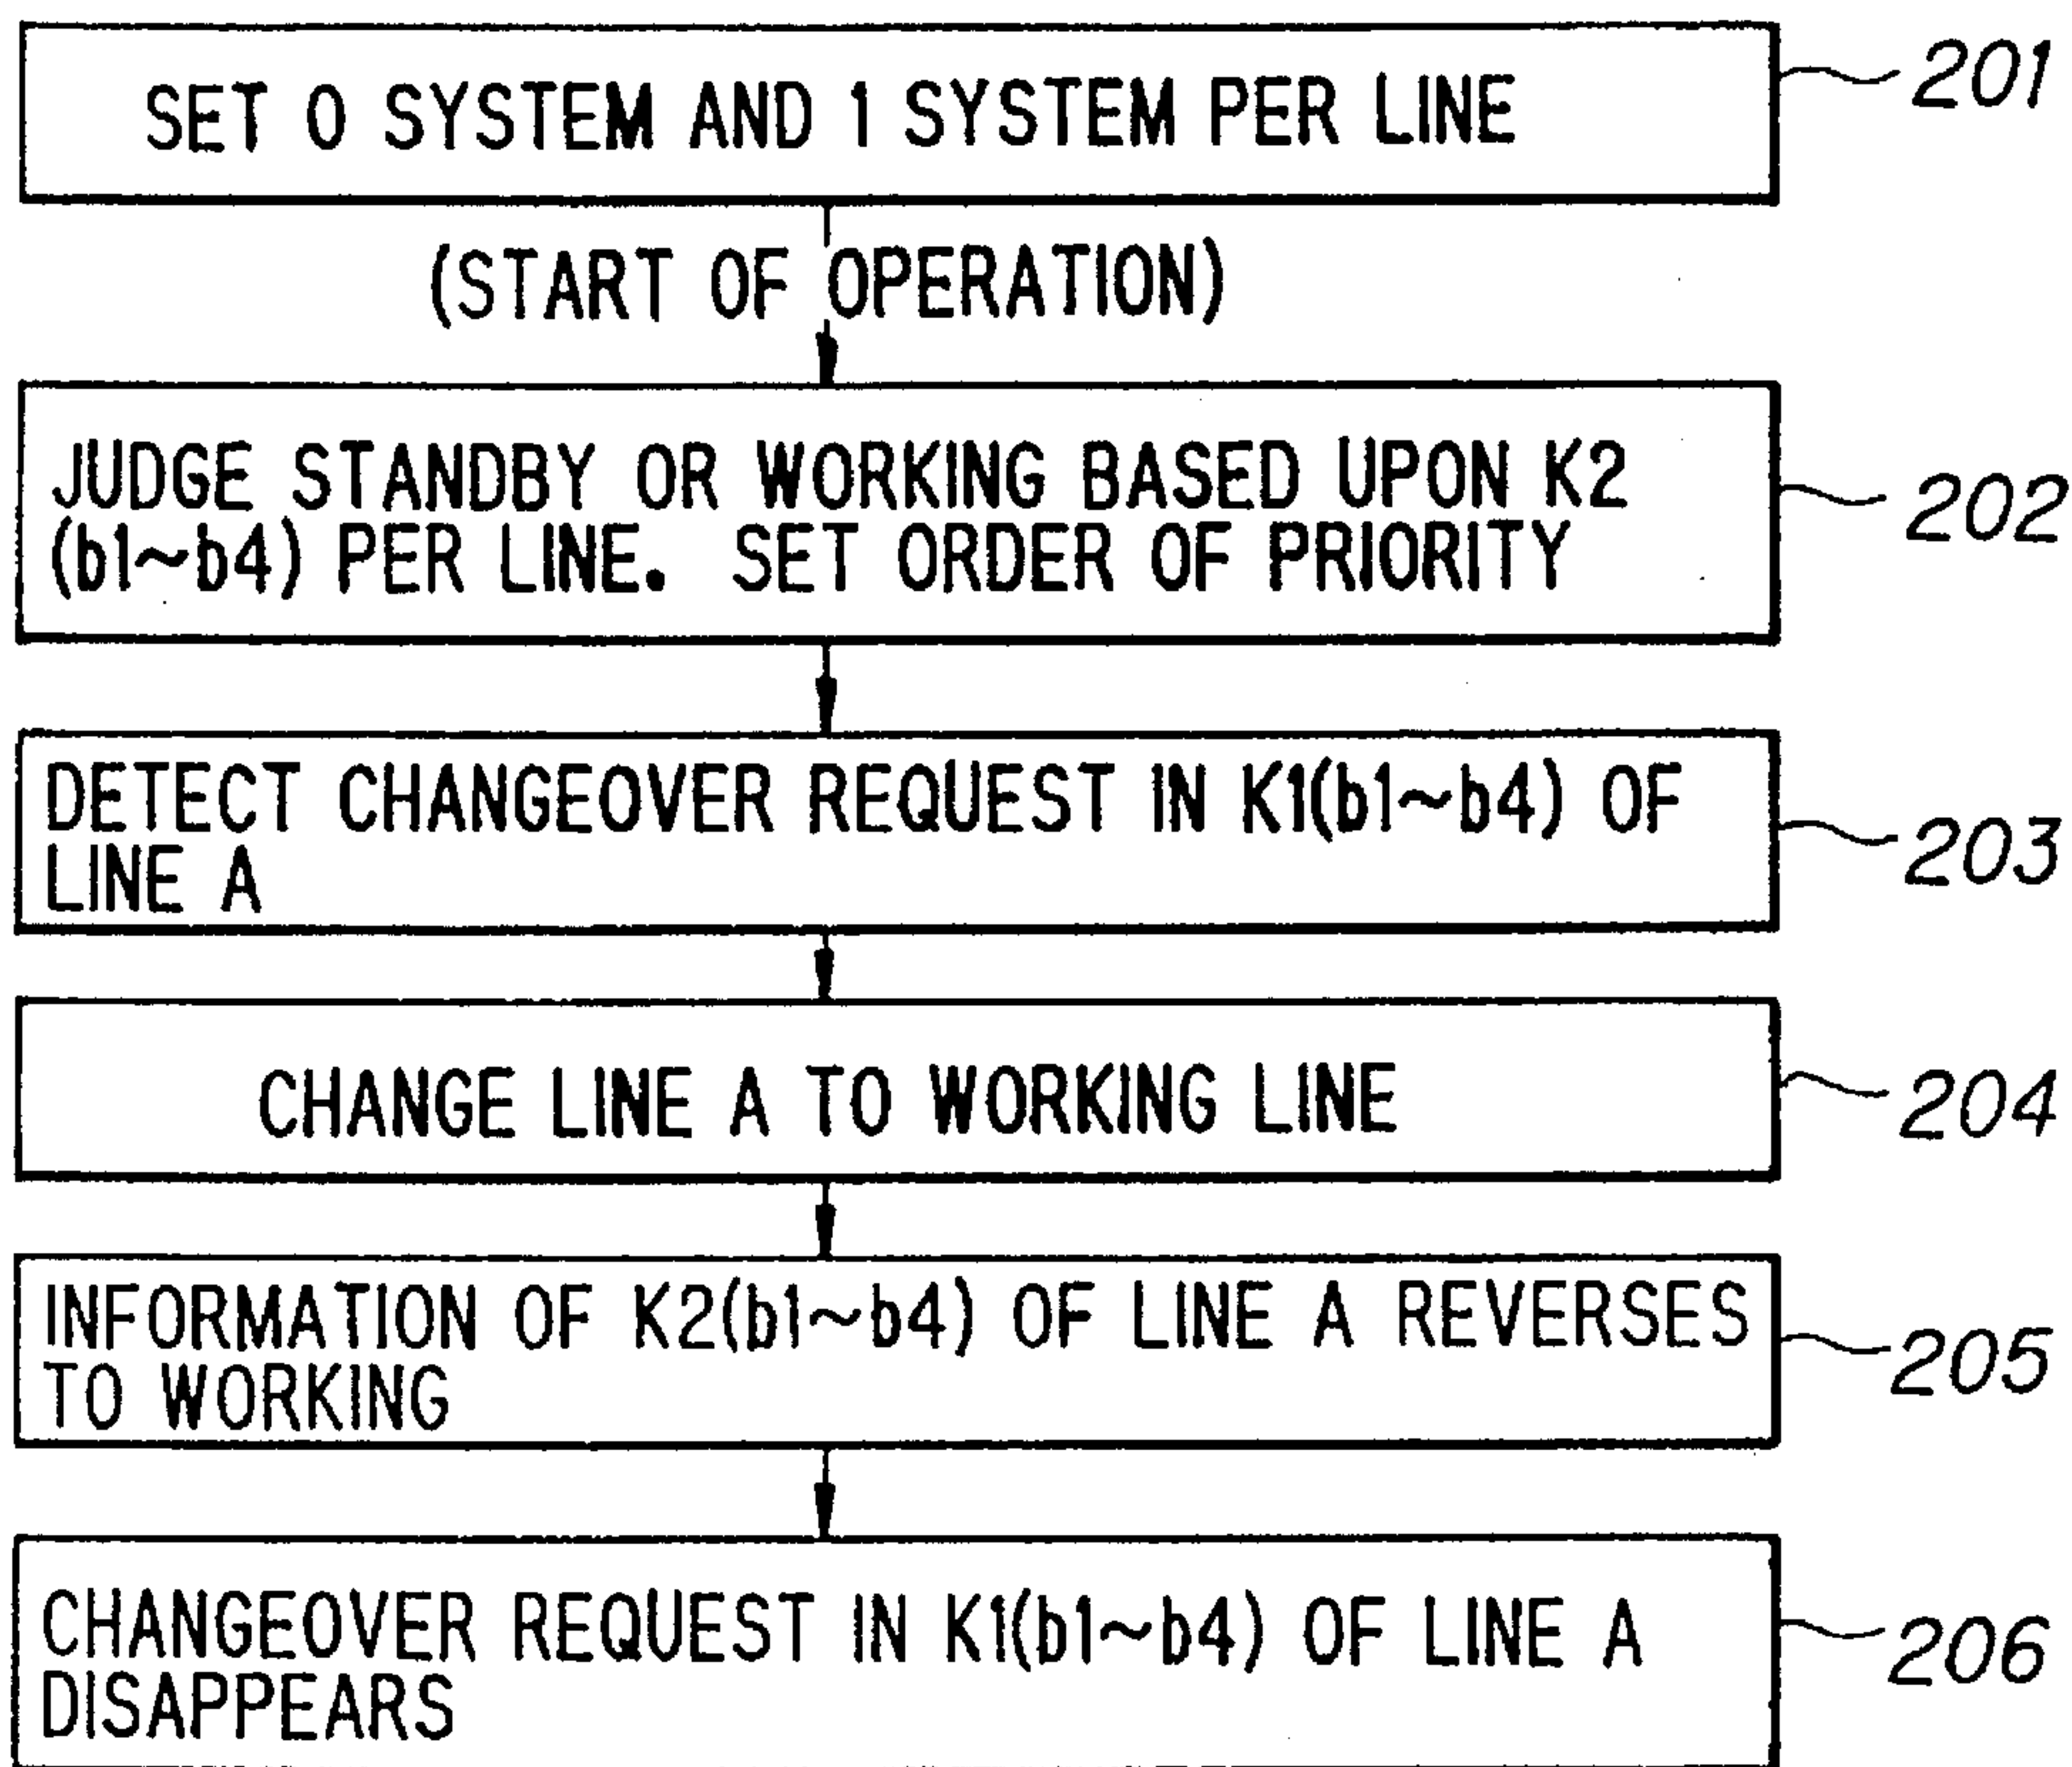 SET 0 SYSTEM AND 1 SYSTEM PER LINE
201
(START OF OPERATION)
JUDGE STANDBY OR WORKING BASED UPON K2
(b1~b4) PER LINE. SET ORDER OF PRIORITY
202
DETECT CHANGEOVER REQUEST IN K1(b1~b4) OF
LINE A
203
CHANGE LINE A TO WORKING LINE
204
INFORMATION OF K2(b1~b4) OF LINE A REVERSES
TO WORKING
205
CHANGEOVER REQUEST IN K1(b1~b4) OF LINE A
DISAPPEARS
206